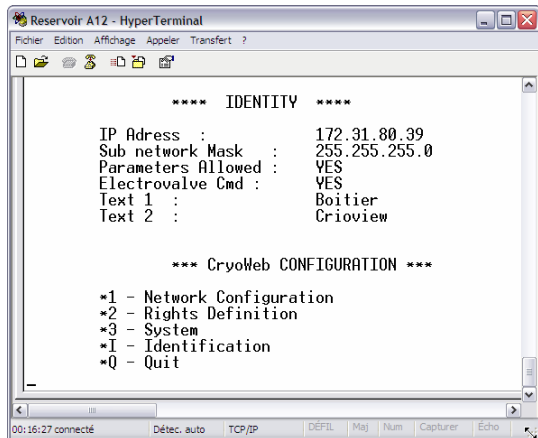 Reservoir A12 - HyperTerminal
Fichier Edition Affichage Appeler Transfert ?
**** IDENTITY ****
IP Adress : 172.31.80.39
Sub network Mask : 255.255.255.0
Parameters Allowed : YES
Electrovalve Cmd : YES
Text 1 : Boitier
Text 2 : Crioview
*** CryoWeb CONFIGURATION ***
*1 - Network Configuration
*2 - Rights Definition
*3 - System
*I - Identification
*Q - Quit
_
00:16:27 connecté Détec. auto TCP/IP DÉFIL Maj Num Capturer Écho